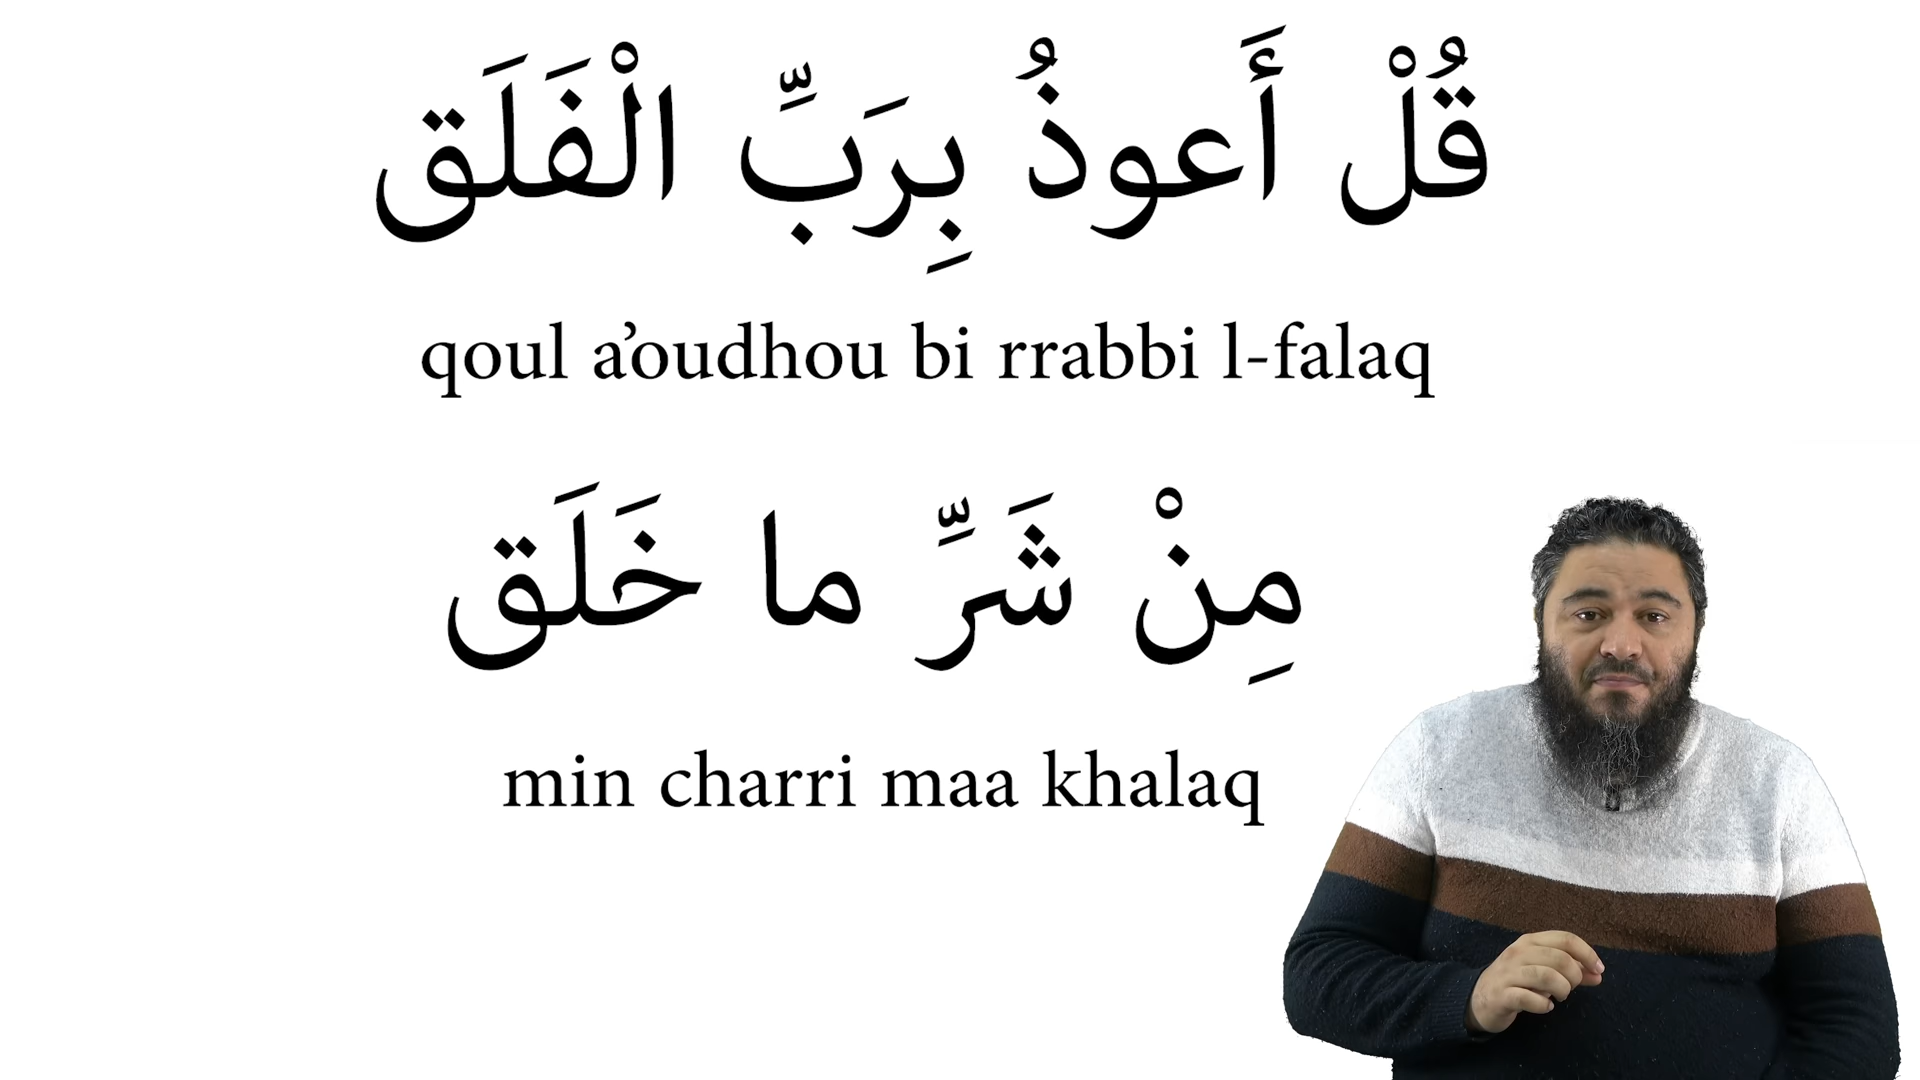 قُلْ أَعوذُ بِرَبِّ الْفَلَق
qoul a’oudhou bi rrabbi l-falaq
مِنْ شَرِّ ما خَلَق
min charri maa khalaq